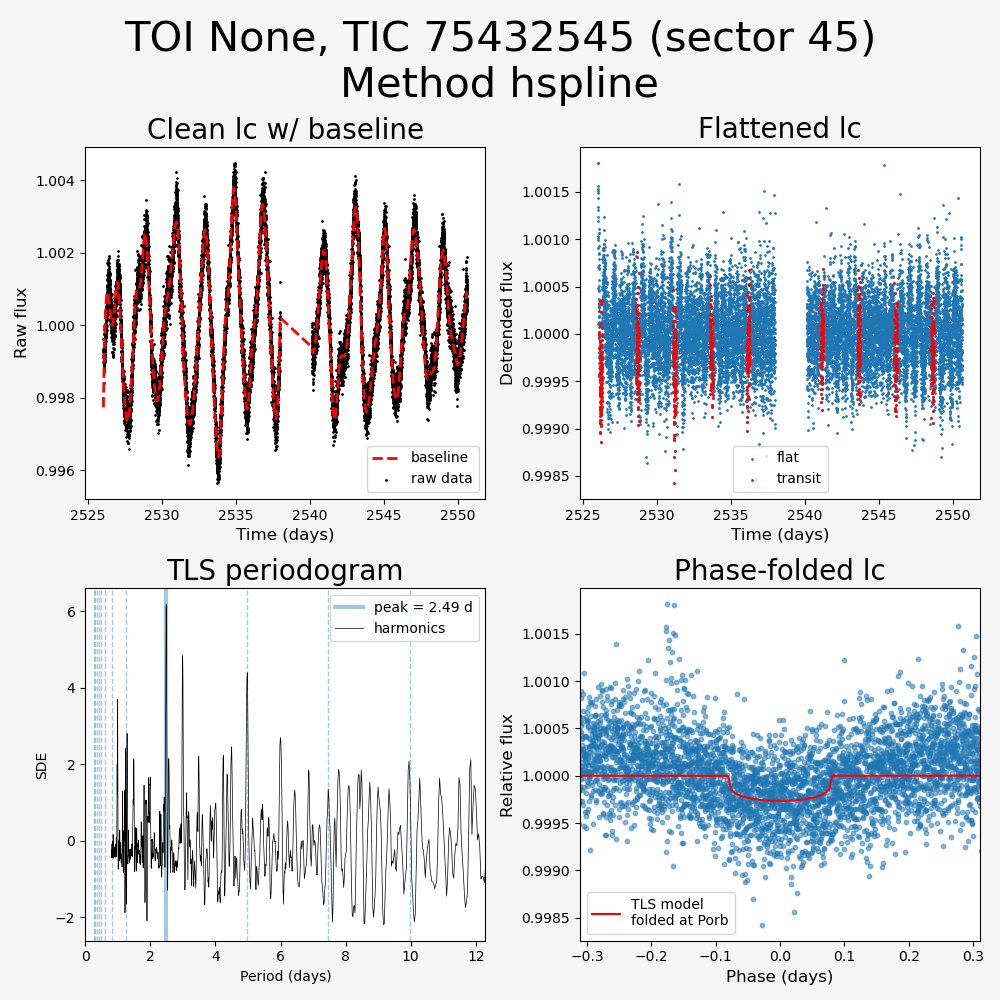 TOI None, TIC 75432545 (sector 45)
Method hspline
Clean lc w/ baseline
Raw flux
1.004
1.002
1.000
0.998
0.996
baseline
raw data
2525 2530 2535 2540 2545 2550
Time (days)
Flattened lc
Detrended flux
1.0015
1.0010
1.0005
1.0000
0.9995
0.9990
0.9985
flat
transit
2525 2530 2535 2540 2545 2550
Time (days)
TLS periodogram
SDE
6
4
2
0
−2
peak = 2.49 d
harmonics
0 2 4 6 8 10 12
Period (days)
Phase-folded lc
Relative flux
1.0015
1.0010
1.0005
1.0000
0.9995
0.9990
0.9985
TLS model
folded at Porb
−0.3 −0.2 −0.1 0.0 0.1 0.2 0.3
Phase (days)